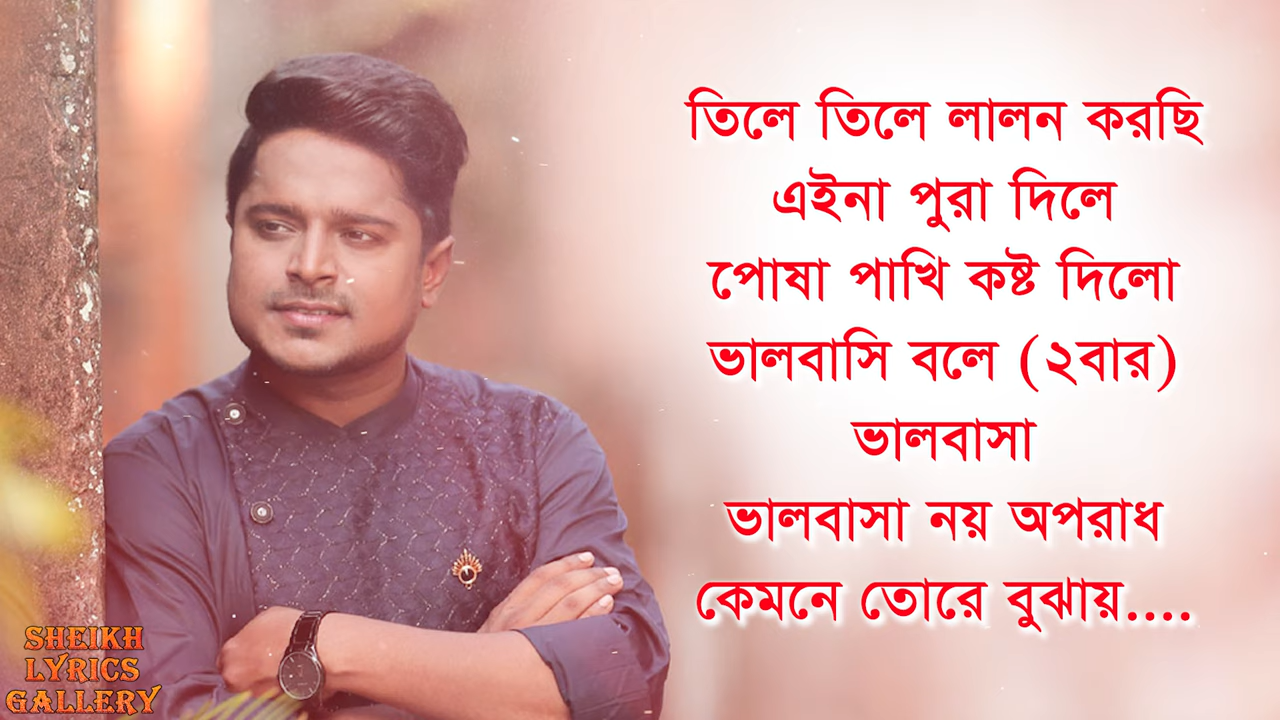 তিলে তিলে লালন করছি
এইনা পুরা দিলে
পোষা পাখি কষ্ট দিলো
ভালবাসি বলে (২বার)
ভালবাসা
ভালবাসা নয় অপরাধ
কেমনে তোরে বুঝায়....
SHEIKH
LYRICS
GALLERY